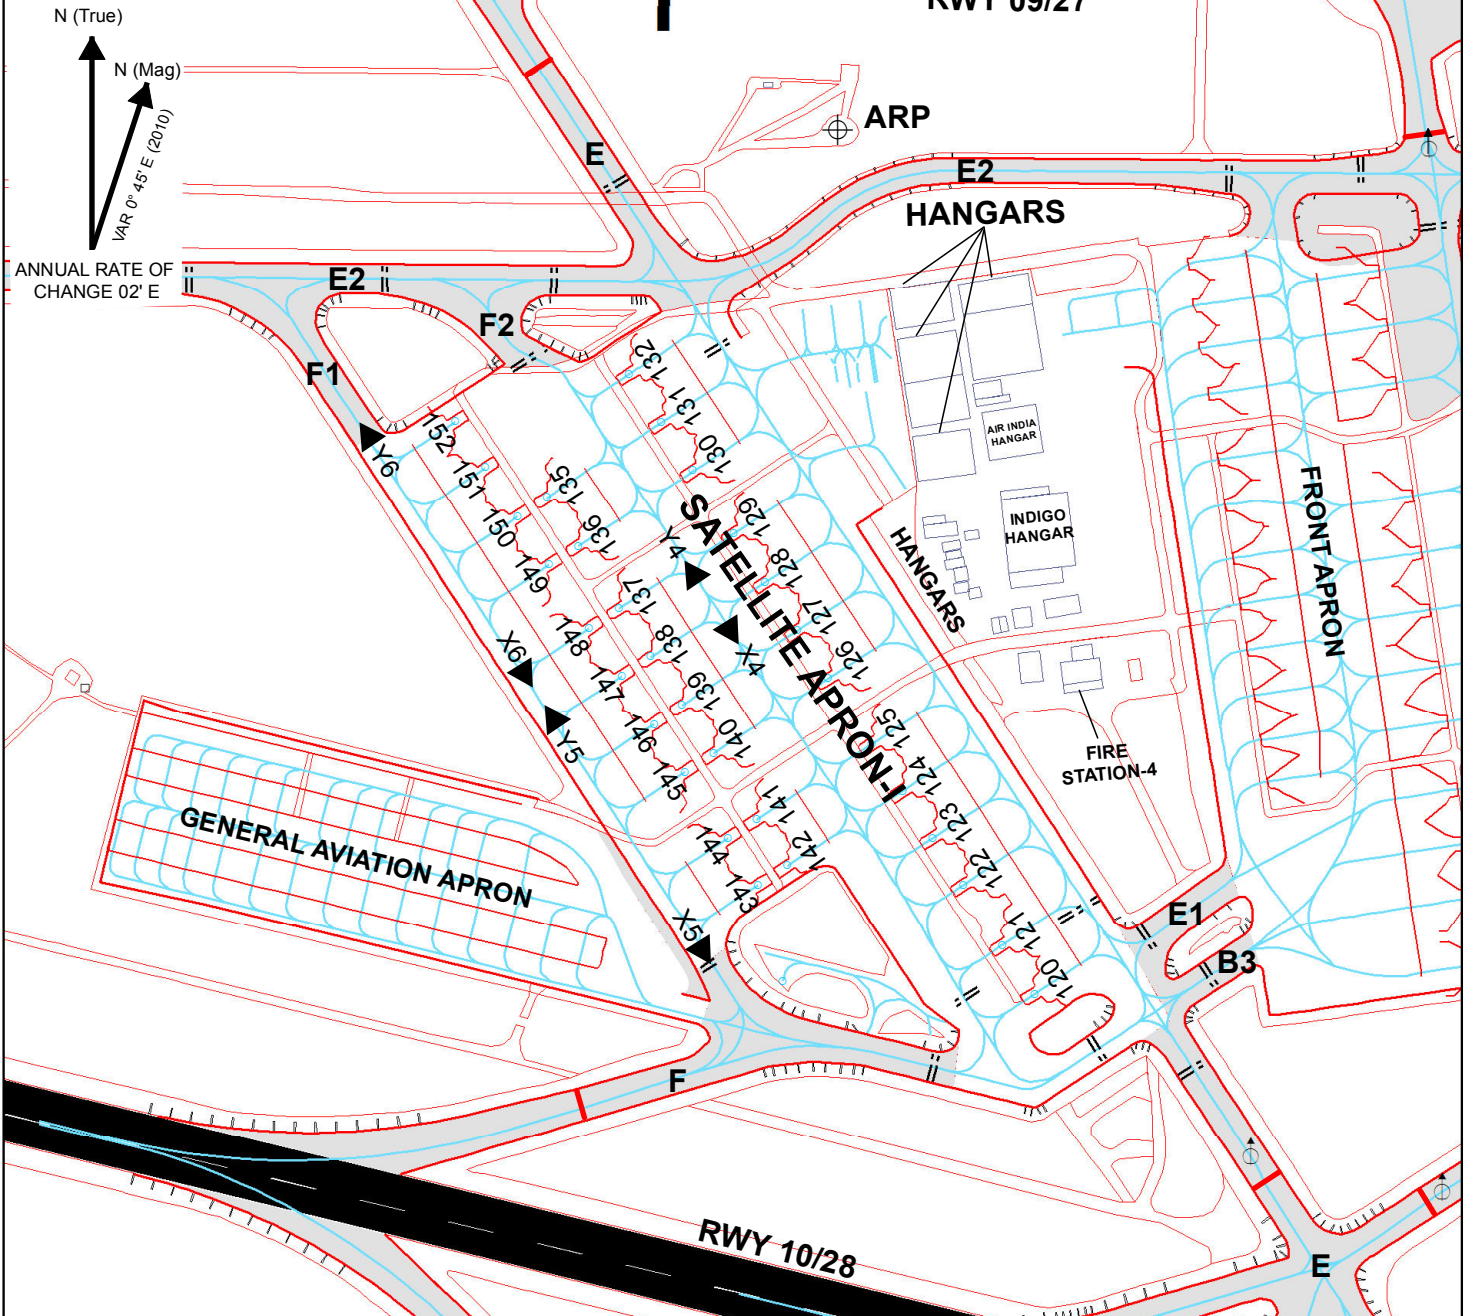 RWY 09/27
N (True)
N (Mag)
VAR 0° 45' E (2010)
ANNUAL RATE OF
CHANGE 02' E
ARP
E
E2
HANGARS
E2
F2
F1
Y6
132
131
130
152
151
150
149
135
136
129
128
127
126
Y4
X4
SATELLITE APRON-I
137
138
139
140
148
147
146
145
X6
Y5
125
124
123
122
121
120
141
142
144
143
X5
AIR INDIA
HANGAR
INDIGO
HANGAR
HANGARS
FRONT APRON
FIRE
STATION-4
GENERAL AVIATION APRON
E1
B3
F
RWY 10/28
E